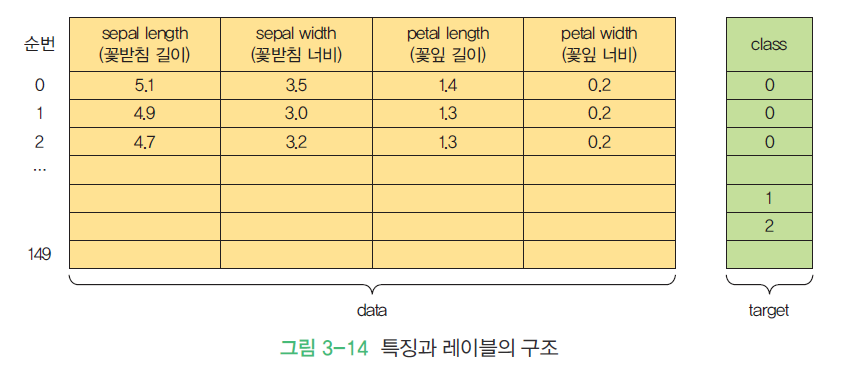 순번 sepal length (꽃받침 길이) sepal width (꽃받침 너비) petal length (꽃잎 길이) petal width (꽃잎 너비) class
0 5.1 3.5 1.4 0.2 0
1 4.9 3.0 1.3 0.2 0
2 4.7 3.2 1.3 0.2 0
...
1
2
149
data target
그림 3-14 특징과 레이블의 구조